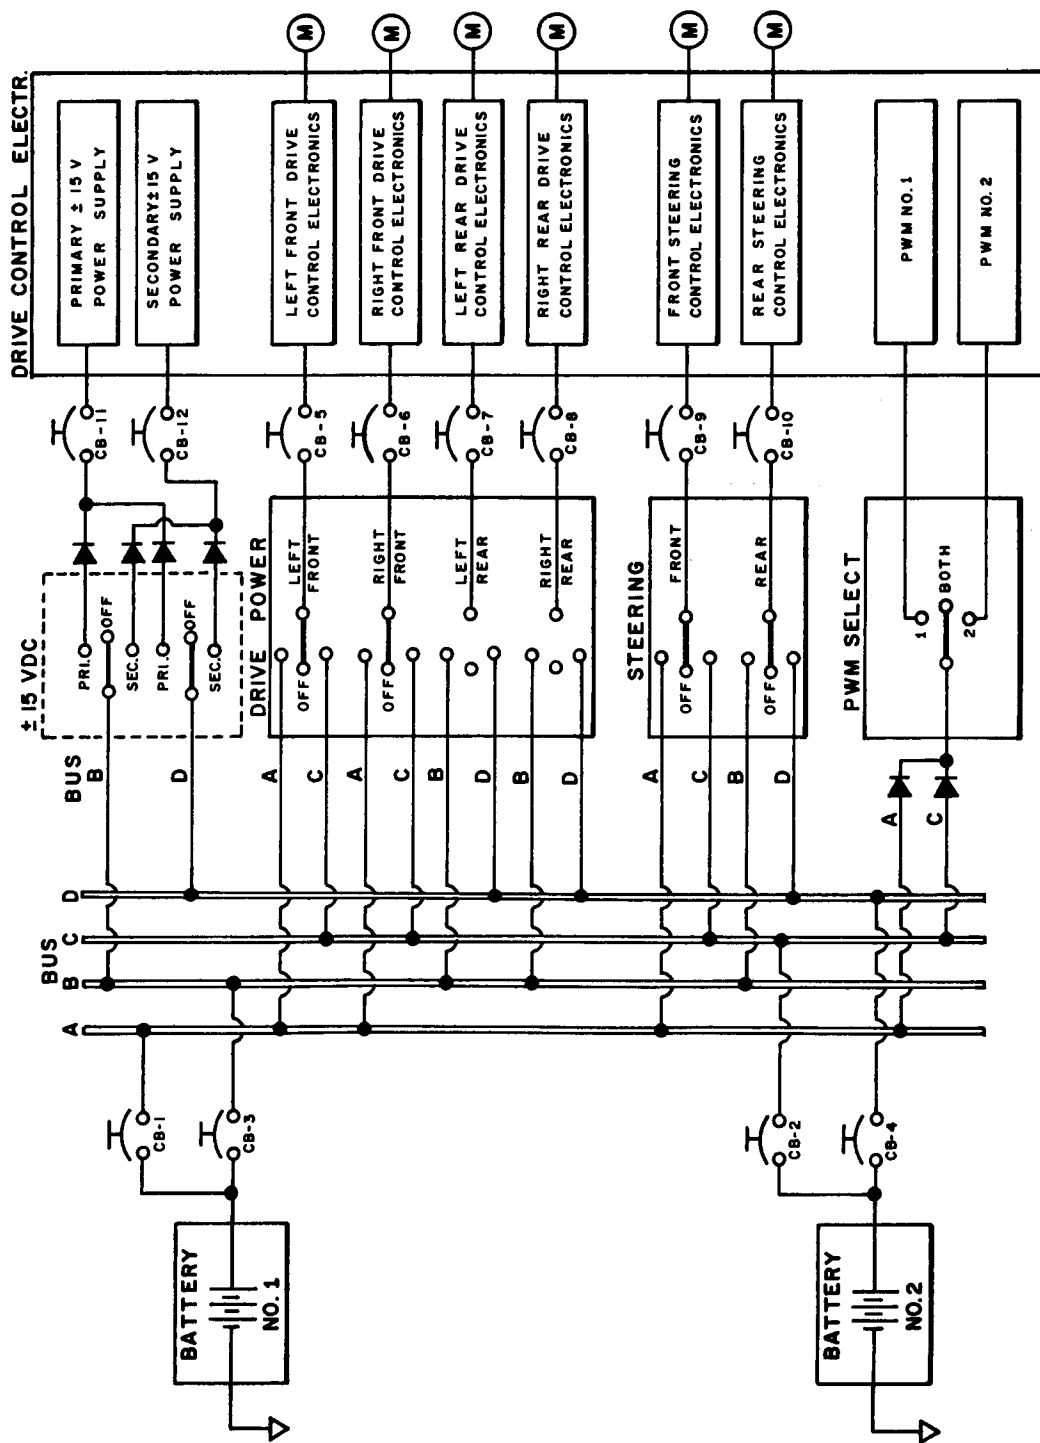 DRIVE CONTROL ELECTR.
PRIMARY ± 15 V
POWER SUPPLY
SECONDARY ±15 V
POWER SUPPLY
LEFT FRONT DRIVE
CONTROL ELECTRONICS
RIGHT FRONT DRIVE
CONTROL ELECTRONICS
LEFT REAR DRIVE
CONTROL ELECTRONICS
RIGHT REAR DRIVE
CONTROL ELECTRONICS
FRONT STEERING
CONTROL ELECTRONICS
REAR STEERING
CONTROL ELECTRONICS
PWM NO.1
PWM NO.2
M
M
M
M
M
M
CB-11
CB-12
CB-5
CB-6
CB-7
CB-8
CB-9
CB-10
± 15 VDC
PRI.
OFF
SEC.
PRI.
OFF
SEC.
DRIVE POWER
OFF
LEFT
FRONT
OFF
RIGHT
FRONT
LEFT
REAR
RIGHT
REAR
STEERING
OFF
FRONT
OFF
REAR
PWM SELECT
1
BOTH
2
BUS
B
D
A
C
A
C
B
D
B
D
A
C
B
D
A
C
BUS
A
B
C
D
CB-1
CB-3
CB-2
CB-4
BATTERY
NO. 1
BATTERY
NO. 2